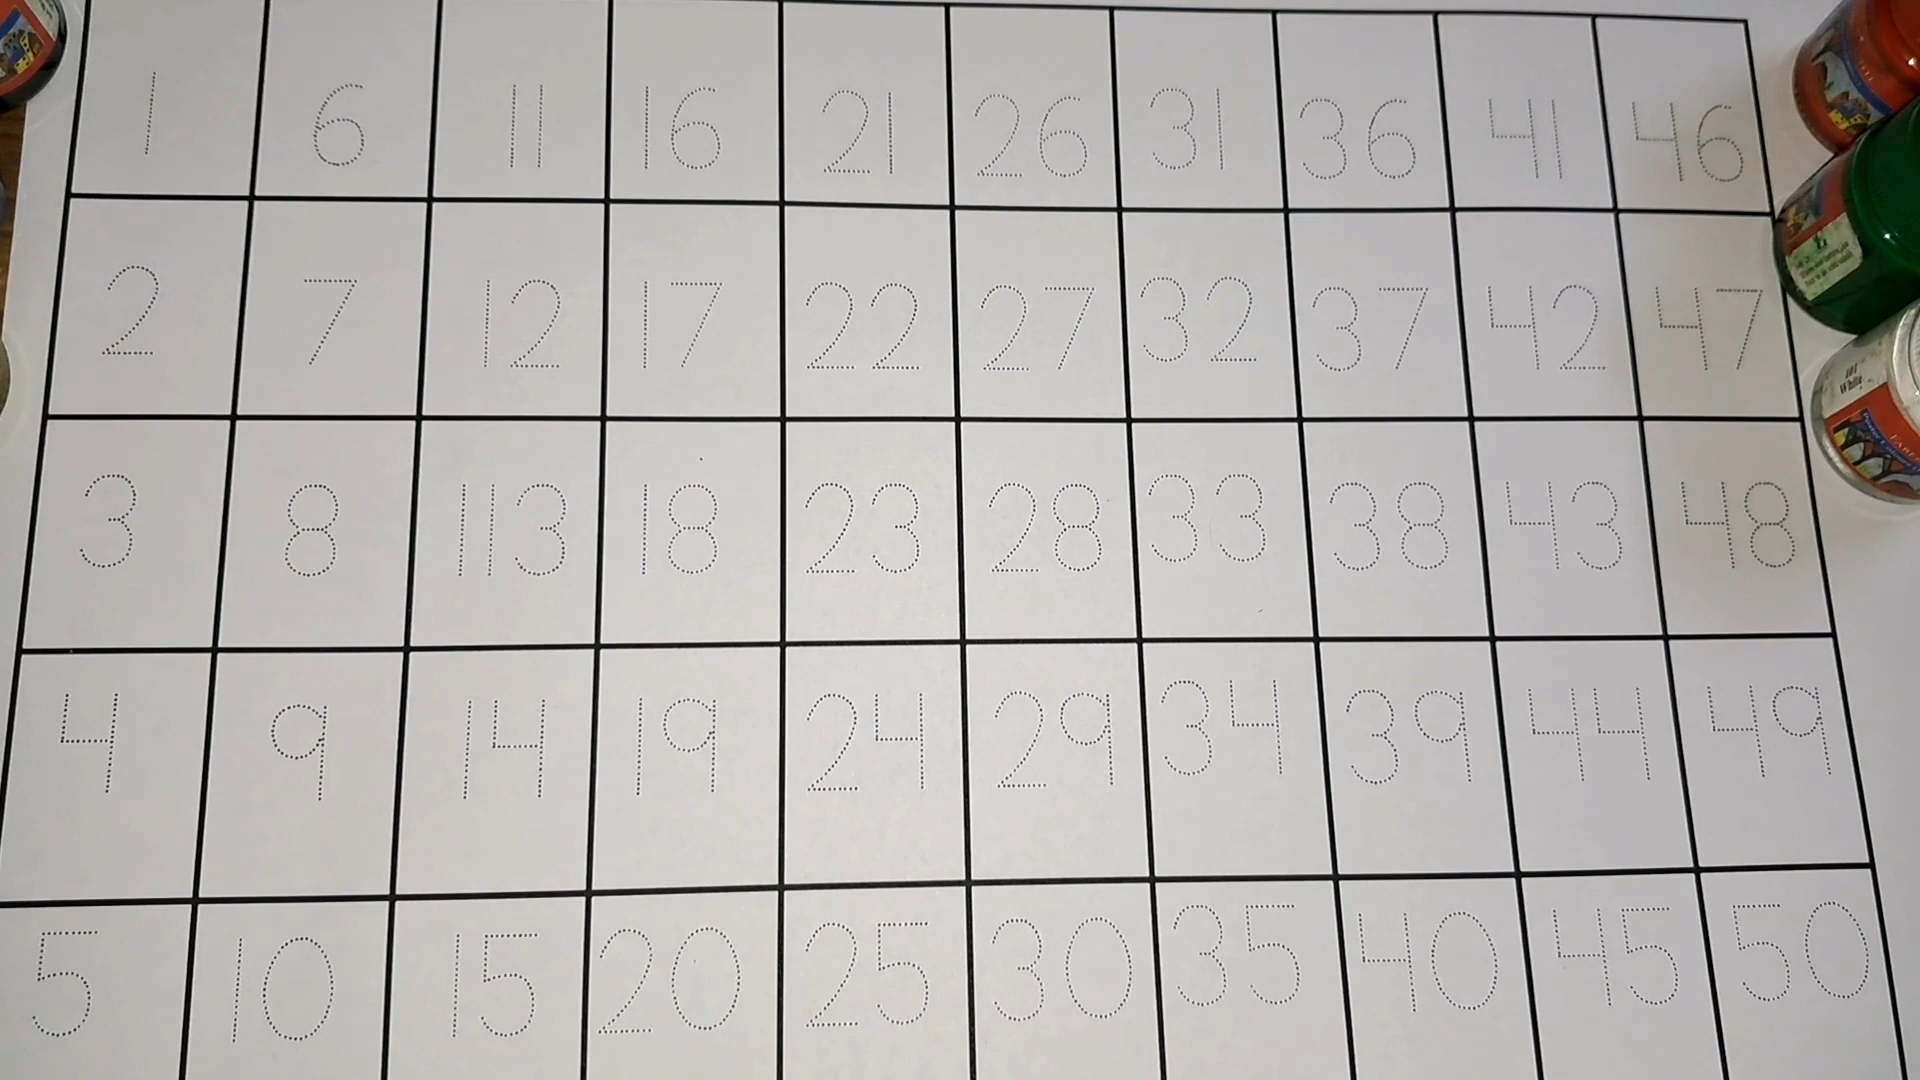 1 6 11 16 21 26 31 36 41 46
2 7 12 17 22 27 32 37 42 47
3 8 113 18 23 28 33 38 43 48
4 9 14 19 24 29 34 39 44 49
5 10 15 20 25 30 35 40 45 50
White